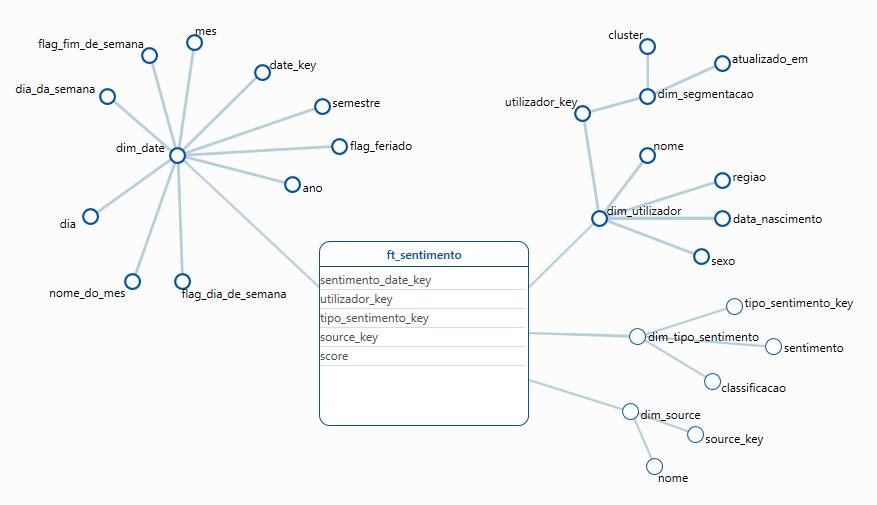 mes
flag_fim_de_semana
date_key
dia_da_semana
semestre
flag_feriado
dim_date
ano
dia
nome_do_mes
flag_dia_de_semana
cluster
atualizado_em
dim_segmentacao
utilizador_key
nome
regiao
dim_utilizador
data_nascimento
sexo
ft_sentimento
sentimento_date_key
utilizador_key
tipo_sentimento_key
source_key
score
tipo_sentimento_key
dim_tipo_sentimento
sentimento
classificacao
dim_source
source_key
nome